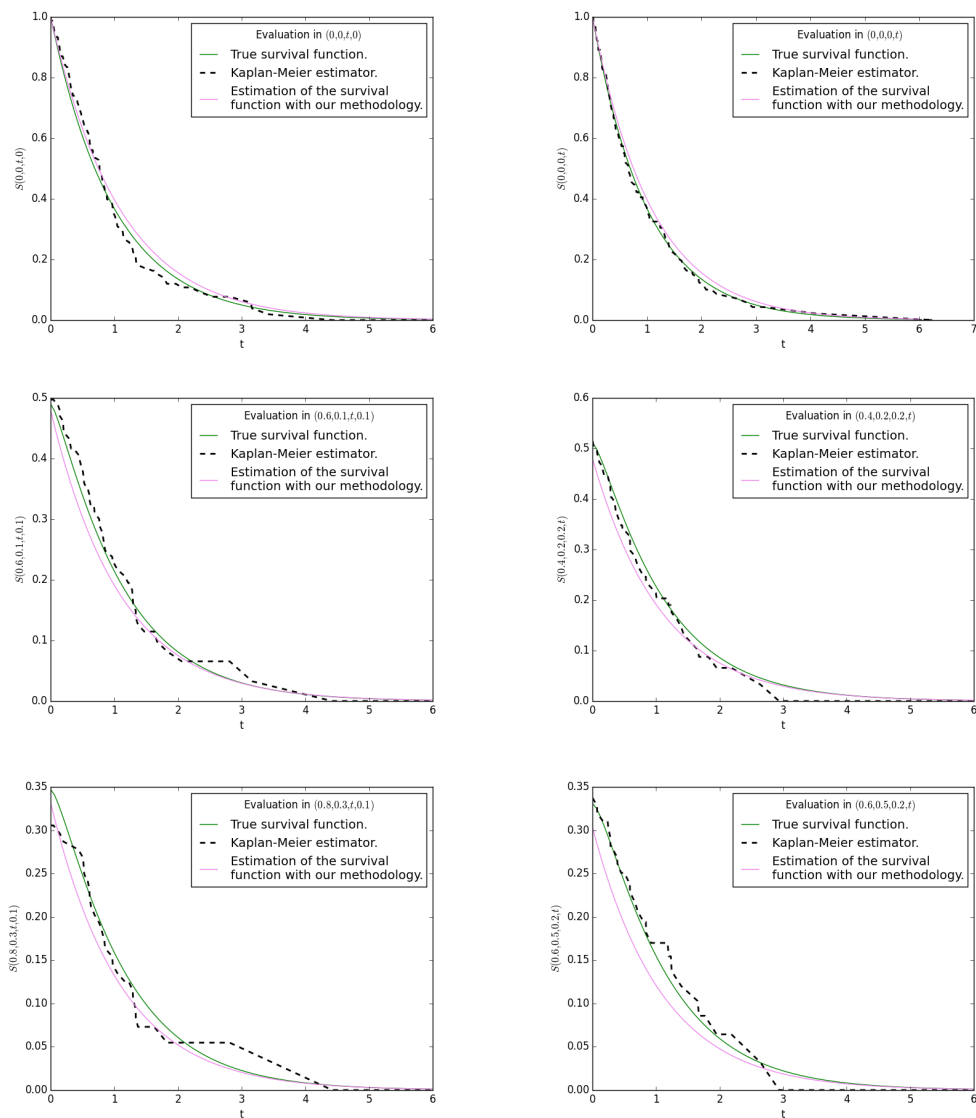 Evaluation in (0,0,t,0)
True survival function.
Kaplan-Meier estimator.
Estimation of the survival
function with our methodology.
S(0,0,t,0)
1.0
0.8
0.6
0.4
0.2
0.0
0 1 2 3 4 5 6
t
Evaluation in (0,0,0,t)
True survival function.
Kaplan-Meier estimator.
Estimation of the survival
function with our methodology.
S(0,0,0,t)
1.0
0.8
0.6
0.4
0.2
0.0
0 1 2 3 4 5 6 7
t
Evaluation in (0.6,0.1,t,0.1)
True survival function.
Kaplan-Meier estimator.
Estimation of the survival
function with our methodology.
S(0.6,0.1,t,0.1)
0.5
0.4
0.3
0.2
0.1
0.0
0 1 2 3 4 5 6
t
Evaluation in (0.4,0.2,0.2,t)
True survival function.
Kaplan-Meier estimator.
Estimation of the survival
function with our methodology.
S(0.4,0.2,0.2,t)
0.6
0.5
0.4
0.3
0.2
0.1
0.0
0 1 2 3 4 5 6
t
Evaluation in (0.8,0.3,t,0.1)
True survival function.
Kaplan-Meier estimator.
Estimation of the survival
function with our methodology.
S(0.8,0.3,t,0.1)
0.35
0.30
0.25
0.20
0.15
0.10
0.05
0.00
0 1 2 3 4 5 6
t
Evaluation in (0.6,0.5,0.2,t)
True survival function.
Kaplan-Meier estimator.
Estimation of the survival
function with our methodology.
S(0.6,0.5,0.2,t)
0.35
0.30
0.25
0.20
0.15
0.10
0.05
0.00
0 1 2 3 4 5 6
t